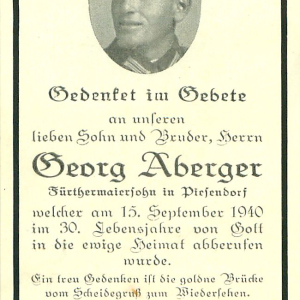 Gedenket im Gebete
an unseren
lieben Sohn und Bruder, Herrn
Georg Aberger
Fürthermaiersohn in Piesendorf
welcher am 15. September 1940
im 30. Lebensjahre von Gott
in die ewige Heimat abberufen
wurde.
Ein treu Gedenken ist die goldne Brücke
vom Scheidegruß zum Wiedersehen.